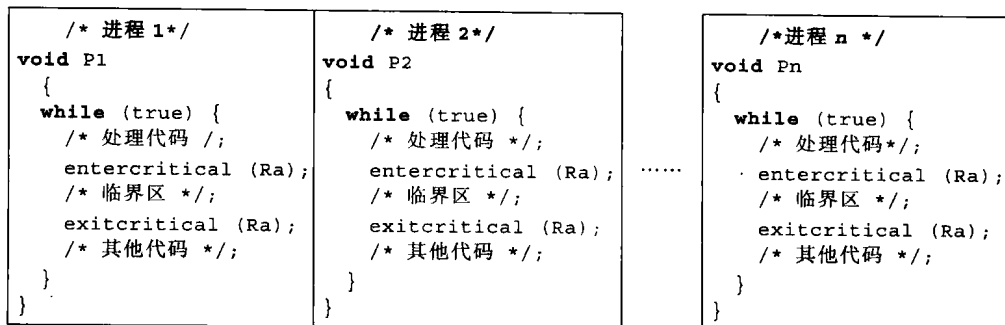 /* 进程 1*/
void P1
{
while (true) {
/* 处理代码 /;
entercritical (Ra);
/* 临界区 */;
exitcritical (Ra);
/* 其他代码 */;
}
}
/* 进程 2*/
void P2
{
while (true) {
/* 处理代码 */;
entercritical (Ra);
/* 临界区 */;
exitcritical (Ra);
/* 其他代码 */;
}
}
……
/*进程 n */
void Pn
{
while (true) {
/* 处理代码*/;
entercritical (Ra);
/* 临界区 */;
exitcritical (Ra);
/* 其他代码 */;
}
}